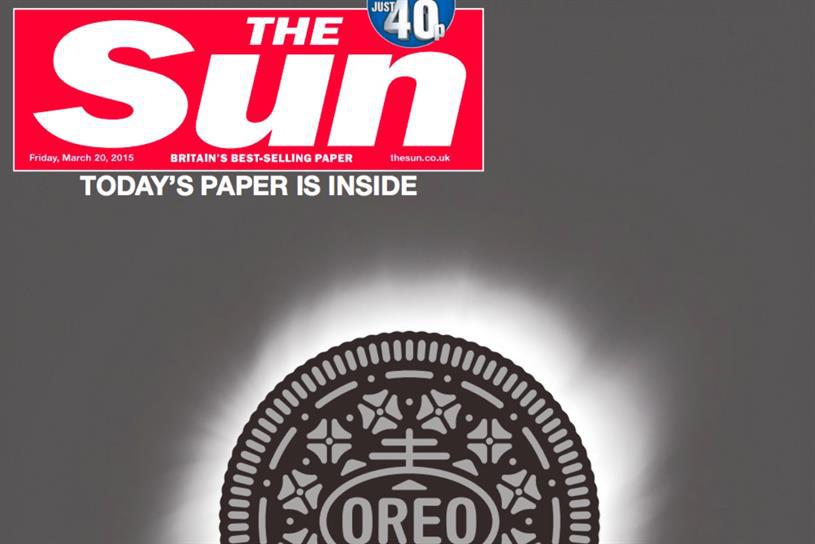 JUST
40p
THE
Sun
Friday, March 20, 2015 BRITAIN'S BEST-SELLING PAPER thesun.co.uk
TODAY'S PAPER IS INSIDE
OREO